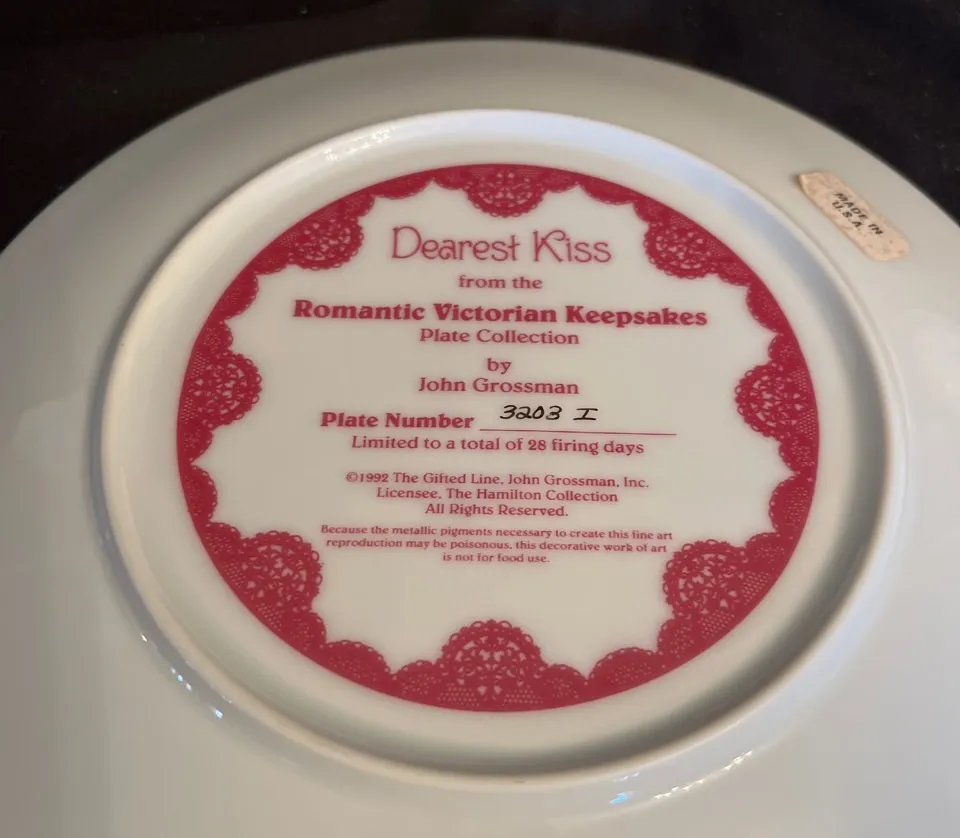 Dearest Kiss
from the
Romantic Victorian Keepsakes
Plate Collection
by
John Grossman
Plate Number 3203 I
Limited to a total of 28 firing days
©1992 The Gifted Line, John Grossman, Inc.
Licensee, The Hamilton Collection
All Rights Reserved.
Because the metallic pigments necessary to create this fine art
reproduction may be poisonous, this decorative work of art
is not for food use.
MADE IN
U.S.A.